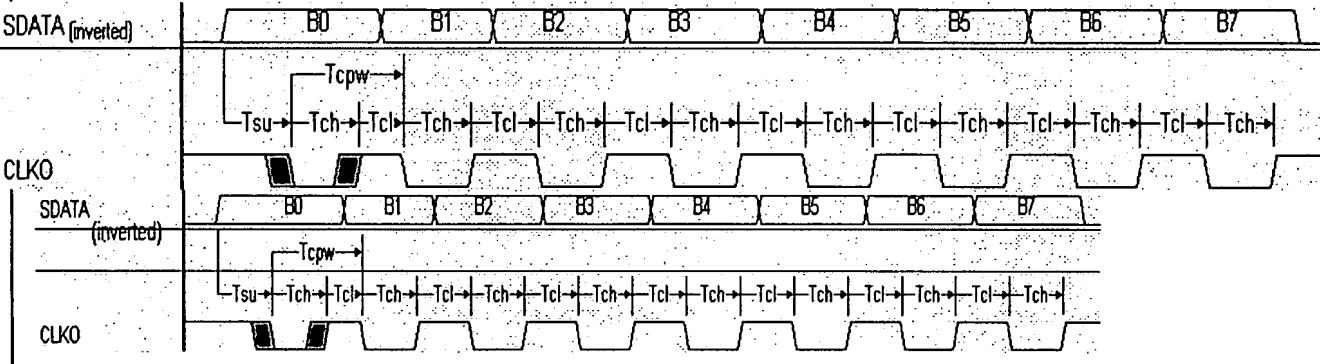 SDATA (inverted) B0 B1 B2 B3 B4 B5 B6 B7
Tcpw
Tsu Tch Tcl Tch Tcl Tch Tcl Tch Tcl Tch Tcl Tch Tcl Tch Tcl Tch
CLKO
SDATA B0 B1 B2 B3 B4 B5 B6 B7
(inverted)
Tcpw
Tsu Tch Tcl Tch Tcl Tch Tcl Tch Tcl Tch Tcl Tch Tcl Tch Tcl Tch
CLKO